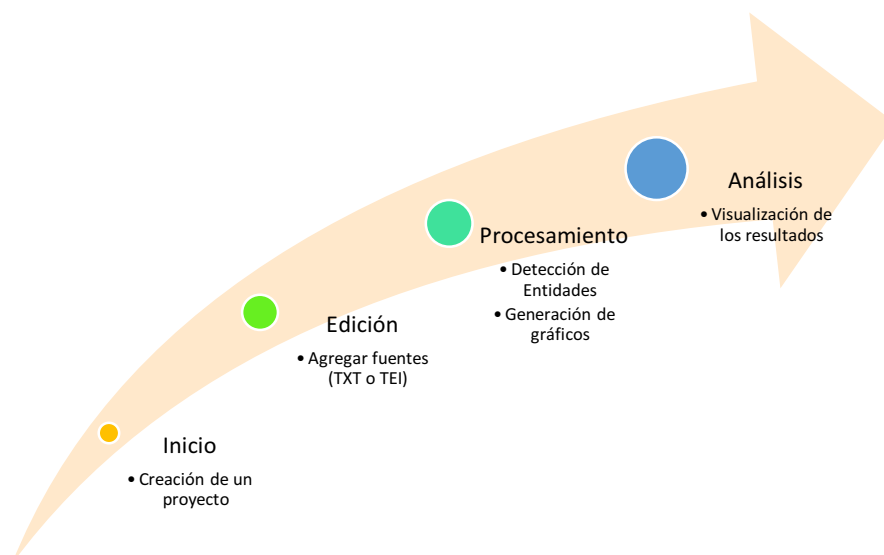 Inicio
• Creación de un
proyecto
Edición
• Agregar fuentes
(TXT o TEI)
Procesamiento
• Detección de
Entidades
• Generación de
gráficos
Análisis
• Visualización de
los resultados